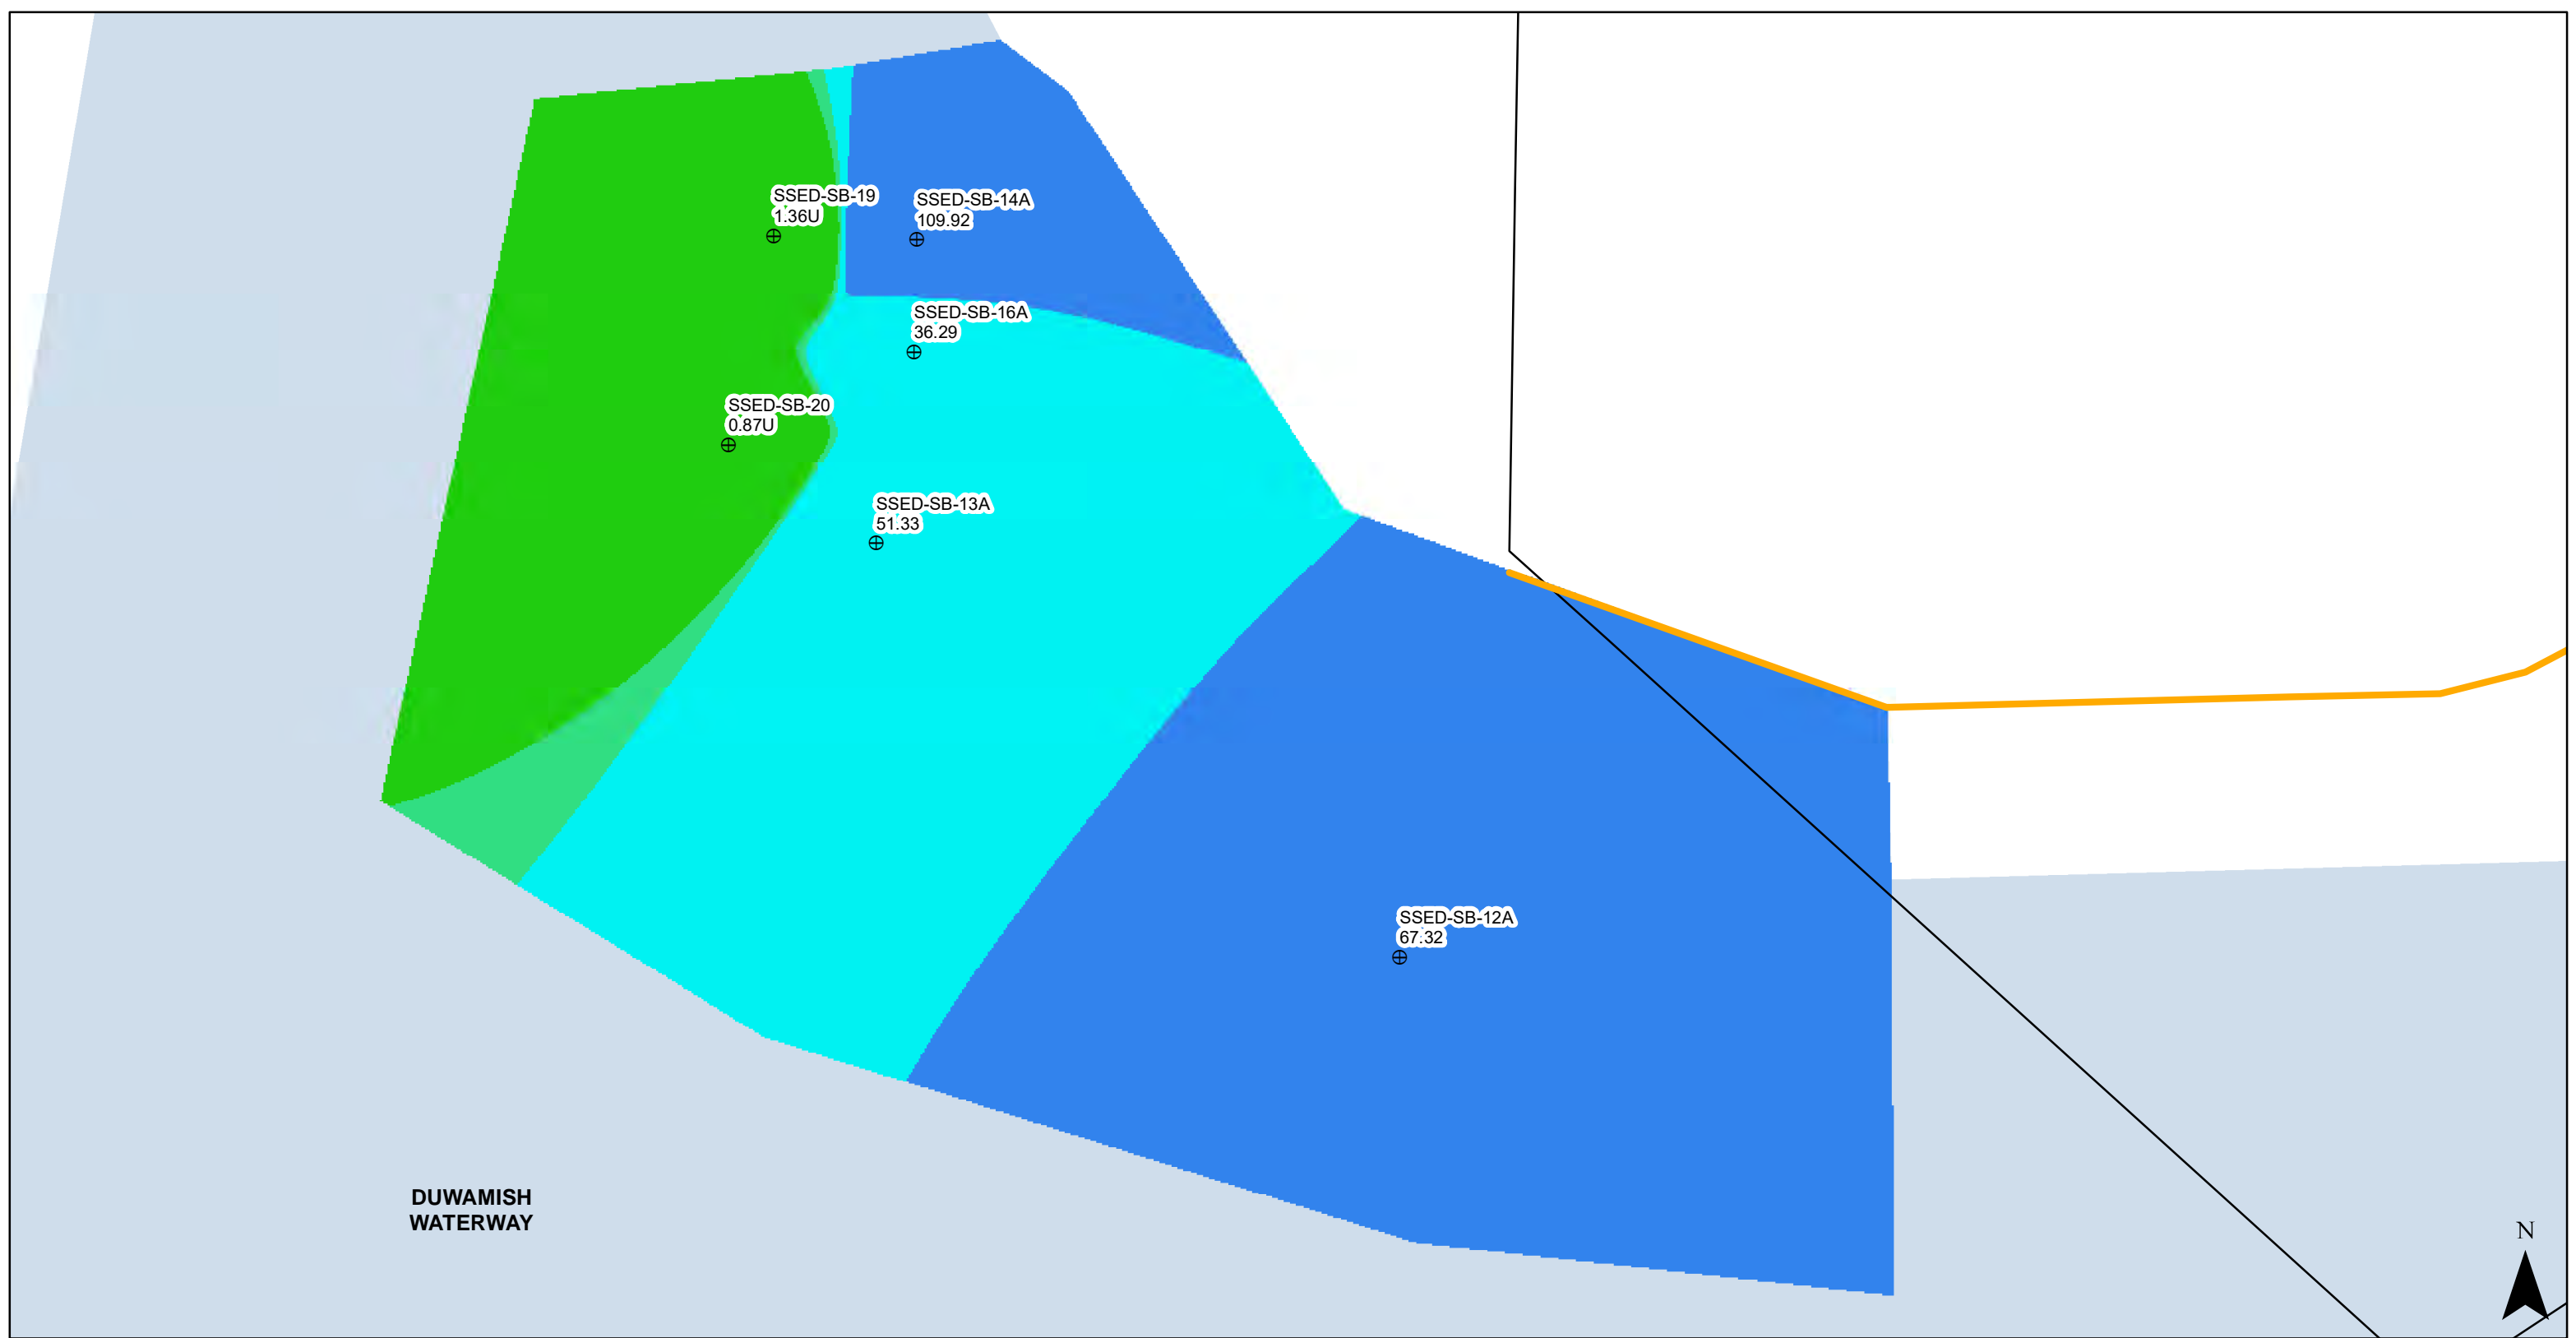 SSED-SB-19
1.36U
SSED-SB-14A
109.92
SSED-SB-16A
36.29
SSED-SB-20
0.87U
SSED-SB-13A
51.33
SSED-SB-12A
67.32
DUWAMISH
WATERWAY
N